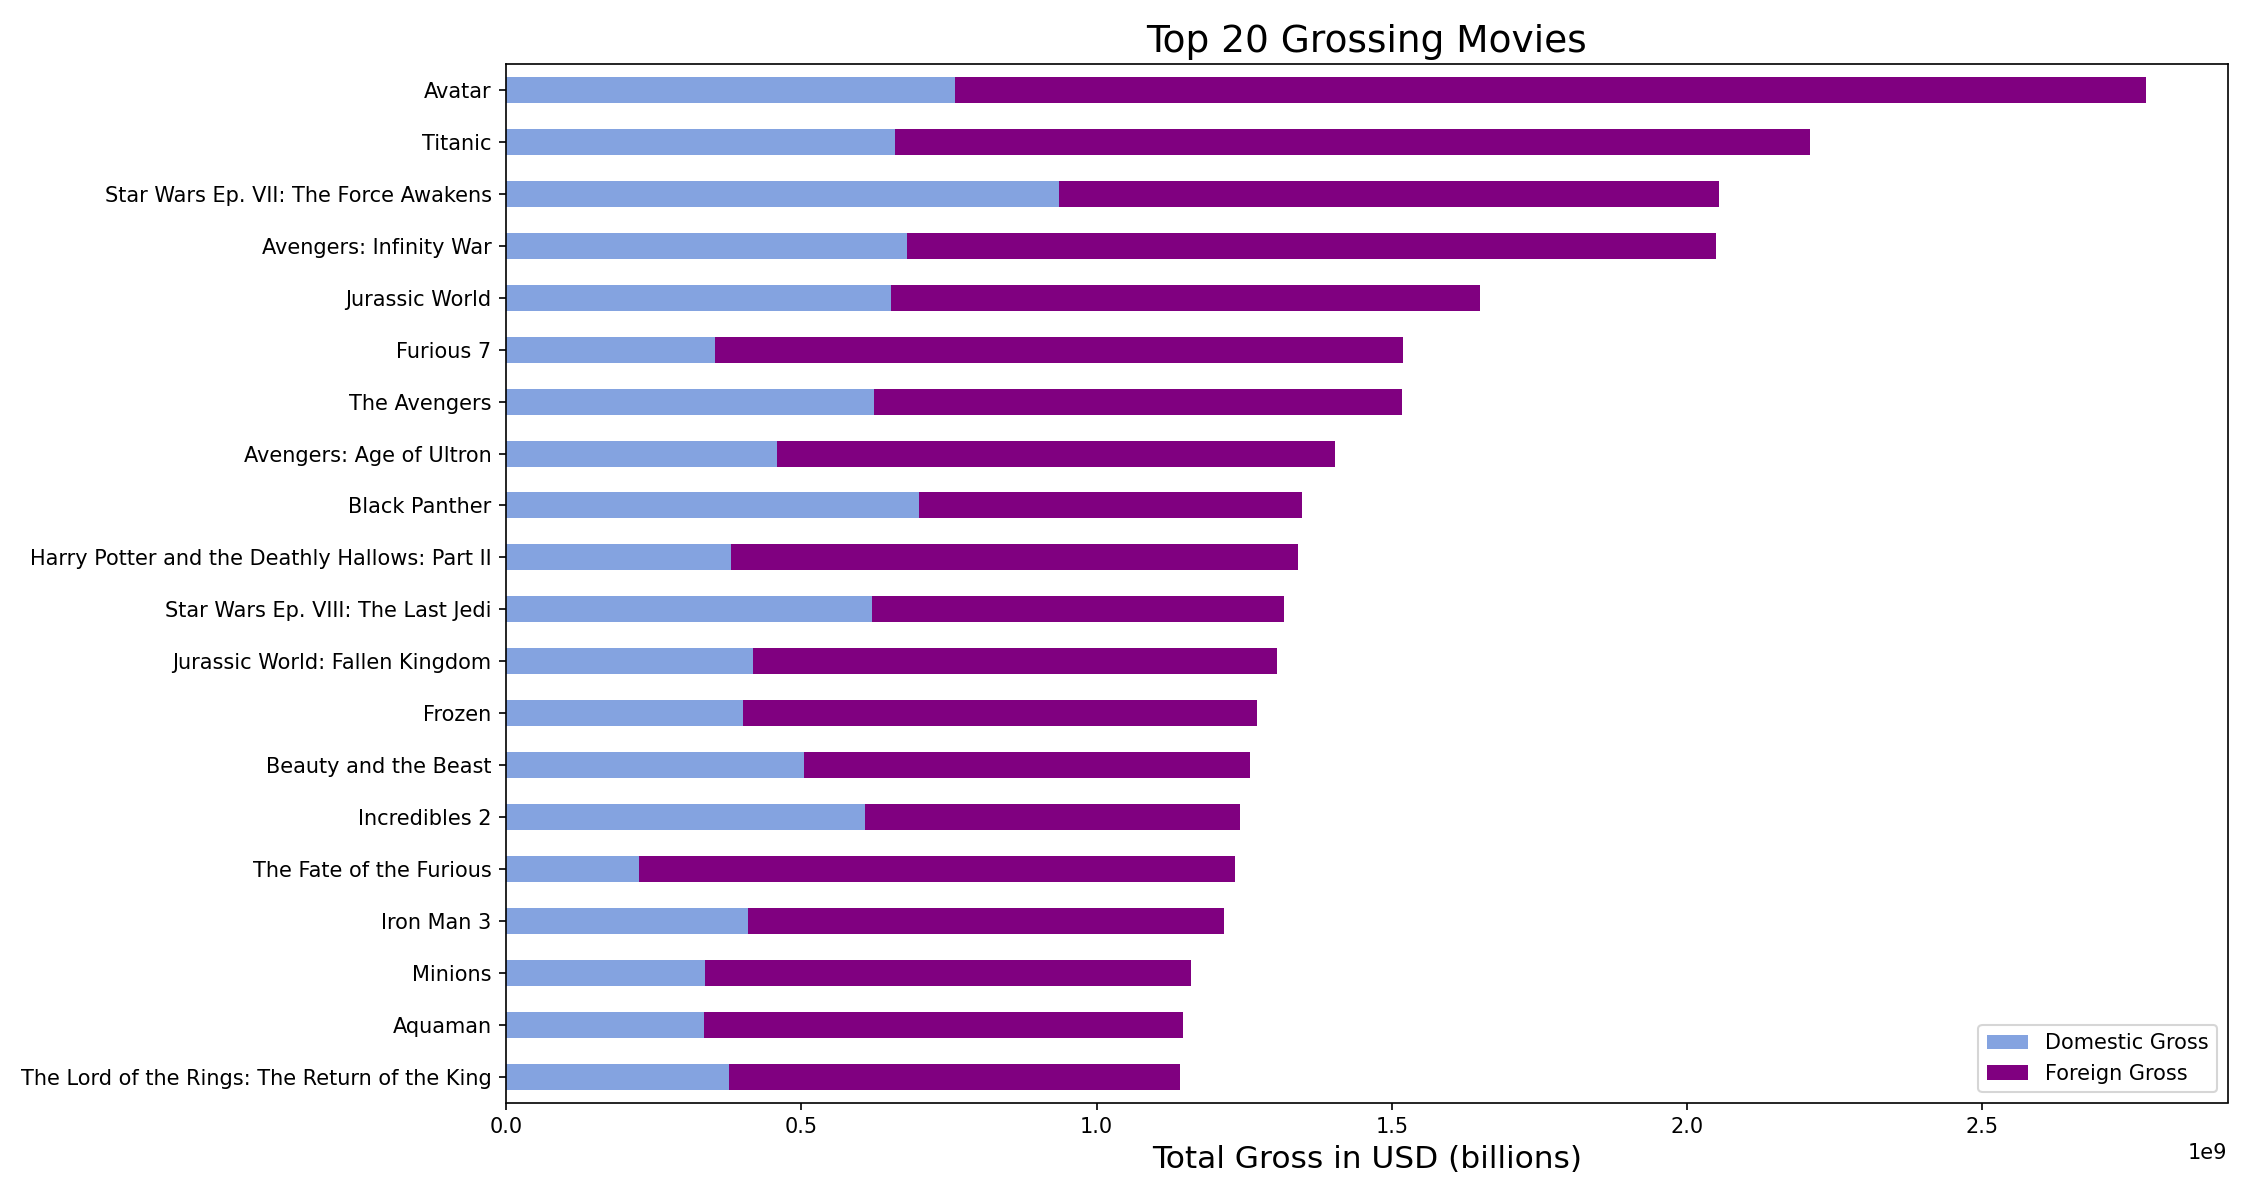 Top 20 Grossing Movies
Avatar
Titanic
Star Wars Ep. VII: The Force Awakens
Avengers: Infinity War
Jurassic World
Furious 7
The Avengers
Avengers: Age of Ultron
Black Panther
Harry Potter and the Deathly Hallows: Part II
Star Wars Ep. VIII: The Last Jedi
Jurassic World: Fallen Kingdom
Frozen
Beauty and the Beast
Incredibles 2
The Fate of the Furious
Iron Man 3
Minions
Aquaman
The Lord of the Rings: The Return of the King
Domestic Gross
Foreign Gross
0.0 0.5 1.0 1.5 2.0 2.5
1e9
Total Gross in USD (billions)